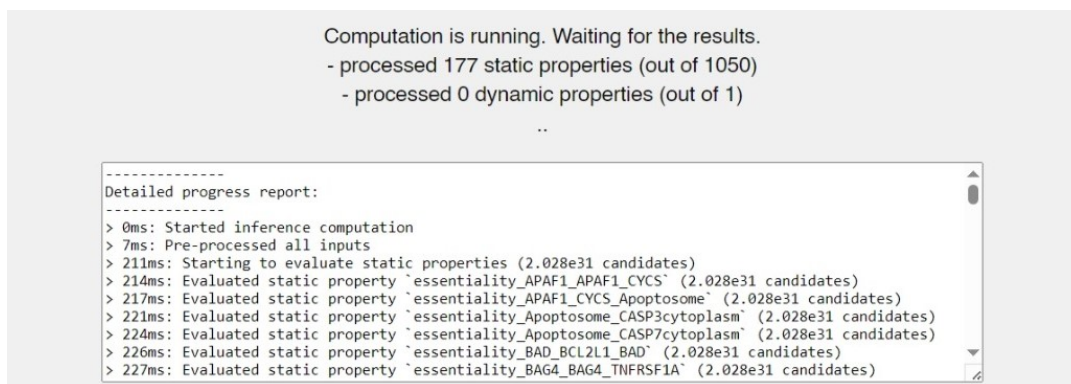 Computation is running. Waiting for the results.
- processed 177 static properties (out of 1050)
- processed 0 dynamic properties (out of 1)
..
--------------
Detailed progress report:
--------------
> 0ms: Started inference computation
> 7ms: Pre-processed all inputs
> 211ms: Starting to evaluate static properties (2.028e31 candidates)
> 214ms: Evaluated static property `essentiality_APAF1_APAF1_CYCS` (2.028e31 candidates)
> 217ms: Evaluated static property `essentiality_APAF1_CYCS_Apoptosome` (2.028e31 candidates)
> 221ms: Evaluated static property `essentiality_Apoptosome_CASP3cytoplasm` (2.028e31 candidates)
> 224ms: Evaluated static property `essentiality_Apoptosome_CASP7cytoplasm` (2.028e31 candidates)
> 226ms: Evaluated static property `essentiality_BAD_BCL2L1_BAD` (2.028e31 candidates)
> 227ms: Evaluated static property `essentiality_BAG4_BAG4_TNFRSF1A` (2.028e31 candidates)